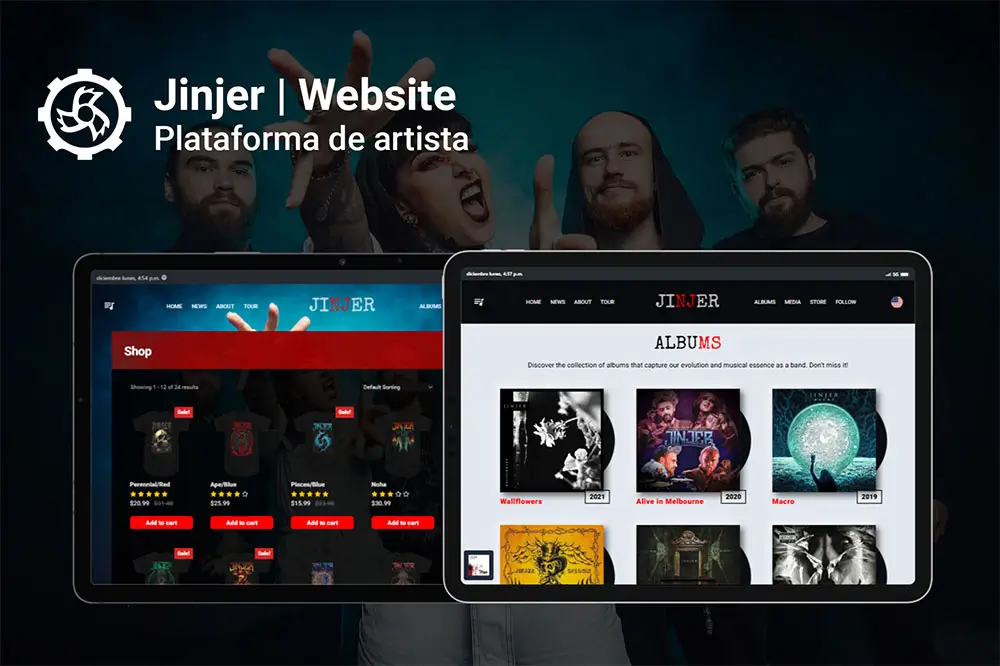 Jinjer | Website
Plataforma de artista
diciembre lunes, 4:54 p.m.
HOME NEWS ABOUT TOUR JINJER ALBUMS
Shop
Showing 1 - 12 of 24 results
Default Sorting
Sale!
Sale!
Perennial/Red
$20.99 $31.48
Add to cart
Ape/Blue
$25.99
Add to cart
Pisces/Blue
$15.99 $23.98
Add to cart
Noha
$30.99
Add to cart
Sale!
Sale!
diciembre lunes, 4:57 p.m.
5G
HOME NEWS ABOUT TOUR JINJER ALBUMS MEDIA STORE FOLLOW
ALBUMS
Discover the collection of albums that capture our evolution and musical essence as a band. Don't miss it!
JINJER
Wallflowers
2021
JINJER
Alive in Melbourne
2020
JINJER
MACRO
Macro
2019